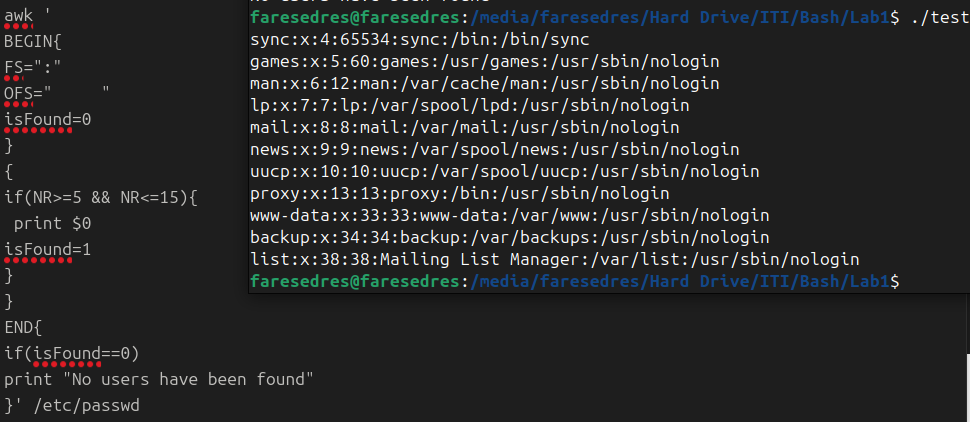 awk '
BEGIN{
FS=":"
OFS="     "
isFound=0
}
{
if(NR>=5 && NR<=15){
 print $0
isFound=1
}
}
END{
if(isFound==0)
print "No users have been found"
}' /etc/passwd
faresedres@faresedres:/media/faresedres/Hard Drive/ITI/Bash/Lab1$ ./test
sync:x:4:65534:sync:/bin:/bin/sync
games:x:5:60:games:/usr/games:/usr/sbin/nologin
man:x:6:12:man:/var/cache/man:/usr/sbin/nologin
lp:x:7:7:lp:/var/spool/lpd:/usr/sbin/nologin
mail:x:8:8:mail:/var/mail:/usr/sbin/nologin
news:x:9:9:news:/var/spool/news:/usr/sbin/nologin
uucp:x:10:10:uucp:/var/spool/uucp:/usr/sbin/nologin
proxy:x:13:13:proxy:/bin:/usr/sbin/nologin
www-data:x:33:33:www-data:/var/www:/usr/sbin/nologin
backup:x:34:34:backup:/var/backups:/usr/sbin/nologin
list:x:38:38:Mailing List Manager:/var/list:/usr/sbin/nologin
faresedres@faresedres:/media/faresedres/Hard Drive/ITI/Bash/Lab1$